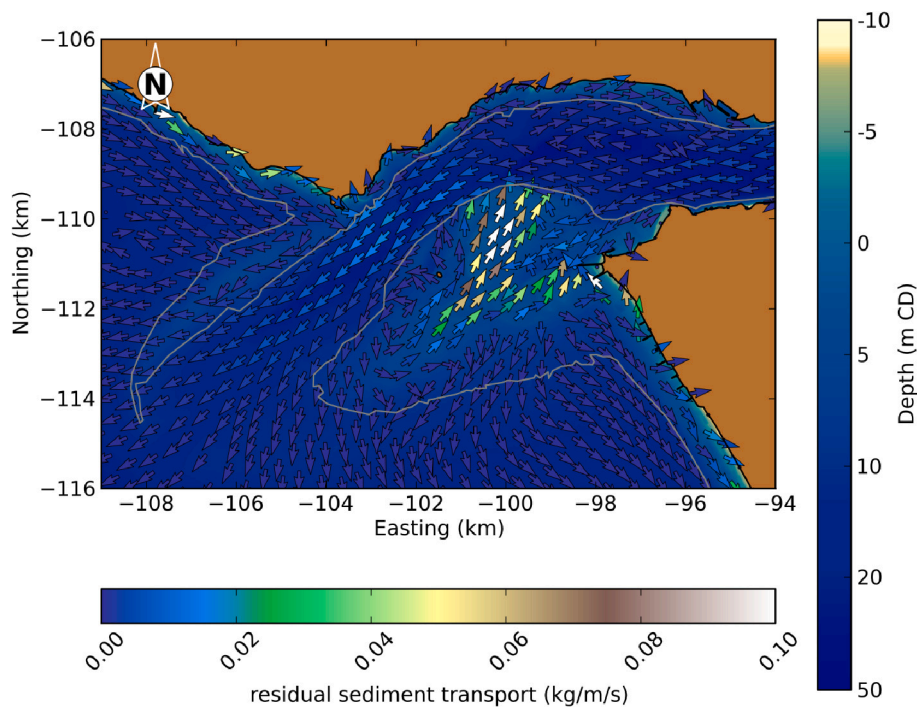 −106
−108
−110
−112
−114
−116
Northing (km)
N
−108 −106 −104 −102 −100 −98 −96 −94
Easting (km)
-10
-5
0
5
10
20
50
Depth (m CD)
0.00 0.02 0.04 0.06 0.08 0.10
residual sediment transport (kg/m/s)